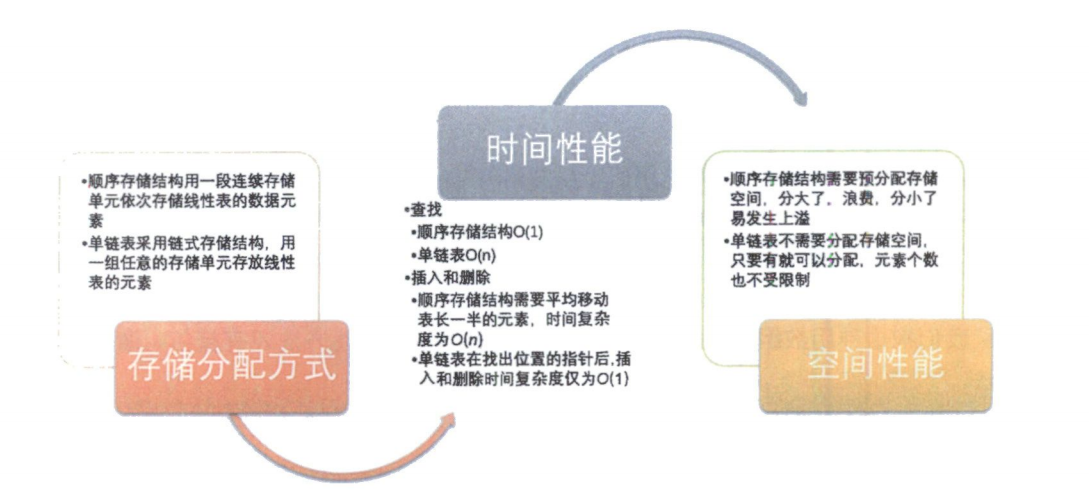 •顺序存储结构用一段连续存储
单元依次存储线性表的数据元
素
•单链表采用链式存储结构，用
一组任意的存储单元存放线性
表的元素
存储分配方式
时间性能
•查找
•顺序存储结构O(1)
•单链表O(n)
•插入和删除
•顺序存储结构需要平均移动
表长一半的元素，时间复杂
度为O(n)
•单链表在找出位置的指针后,插
入和删除时间复杂度仅为O(1)
•顺序存储结构需要预分配存储
空间，分大了，浪费，分小了
易发生上溢
•单链表不需要分配存储空间，
只要有就可以分配，元素个数
也不受限制
空间性能